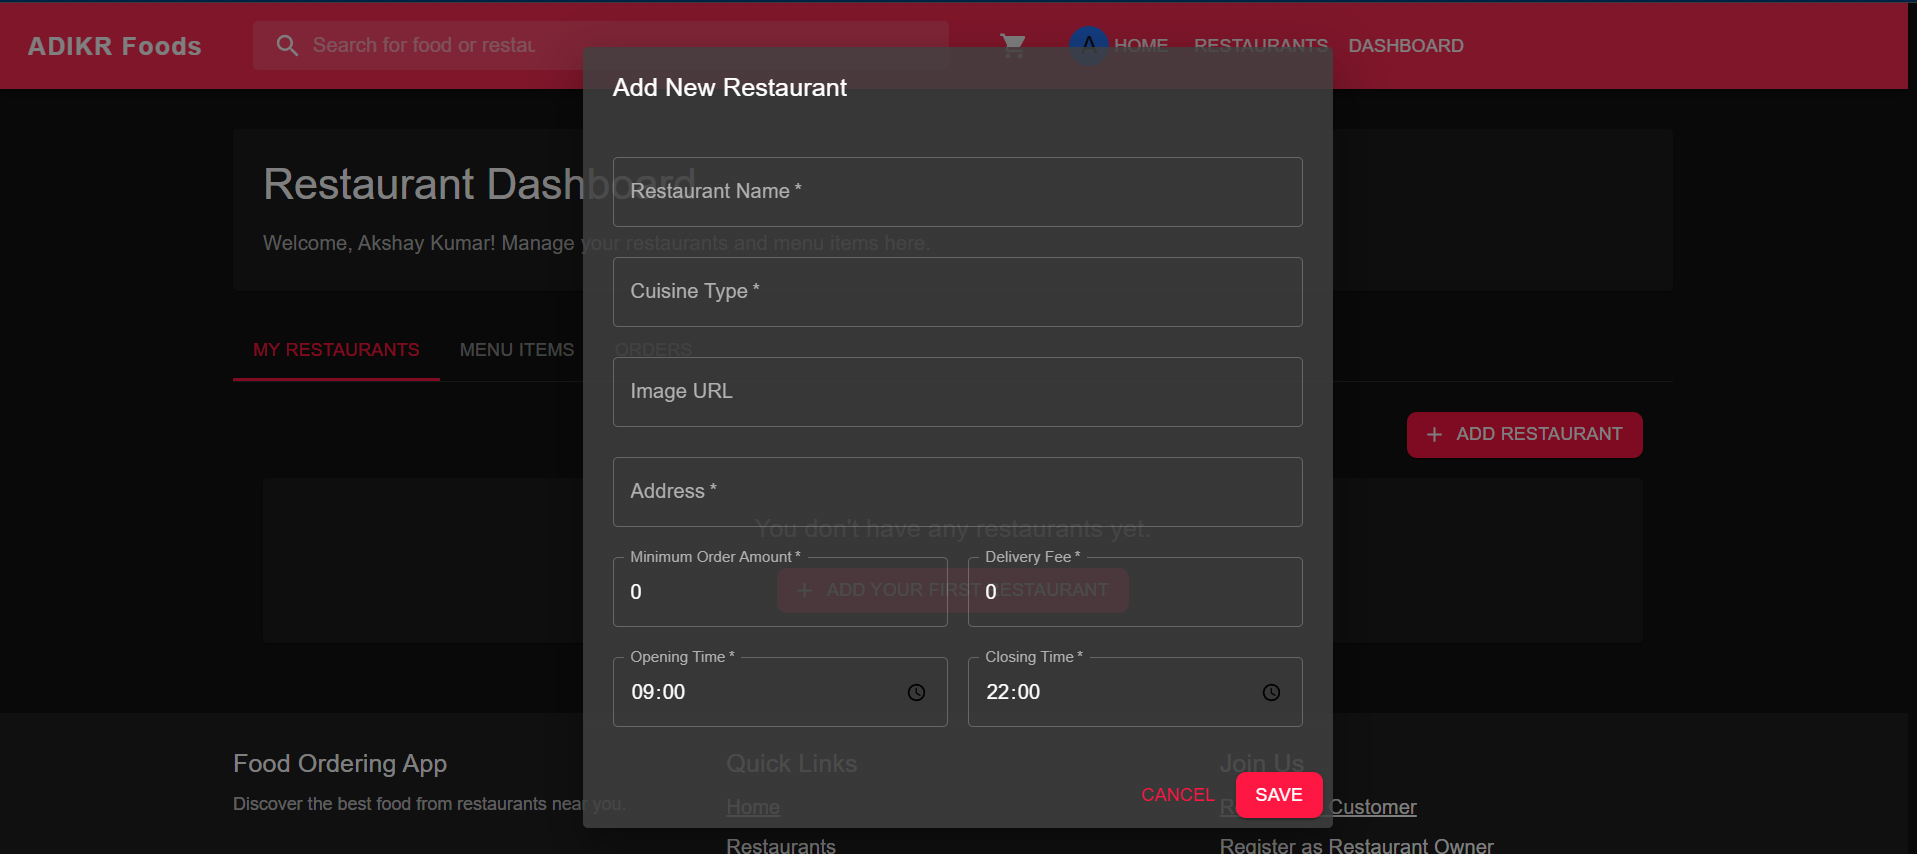 ADIKR Foods
Search for food or restau
A
HOME
RESTAURANTS
DASHBOARD
Add New Restaurant
Restaurant Dashboard
Restaurant Name *
Welcome, Akshay Kumar! Manage your restaurants and menu items here.
Cuisine Type *
MY RESTAURANTS
MENU ITEMS
ORDERS
Image URL
+ ADD RESTAURANT
Address *
You don't have any restaurants yet.
Minimum Order Amount *
0
Delivery Fee *
0
+ ADD YOUR FIRST RESTAURANT
Opening Time *
09:00
Closing Time *
22:00
Food Ordering App
Discover the best food from restaurants near you.
Quick Links
Home
Restaurants
Join Us
CANCEL
SAVE
Customer
Register as Restaurant Owner